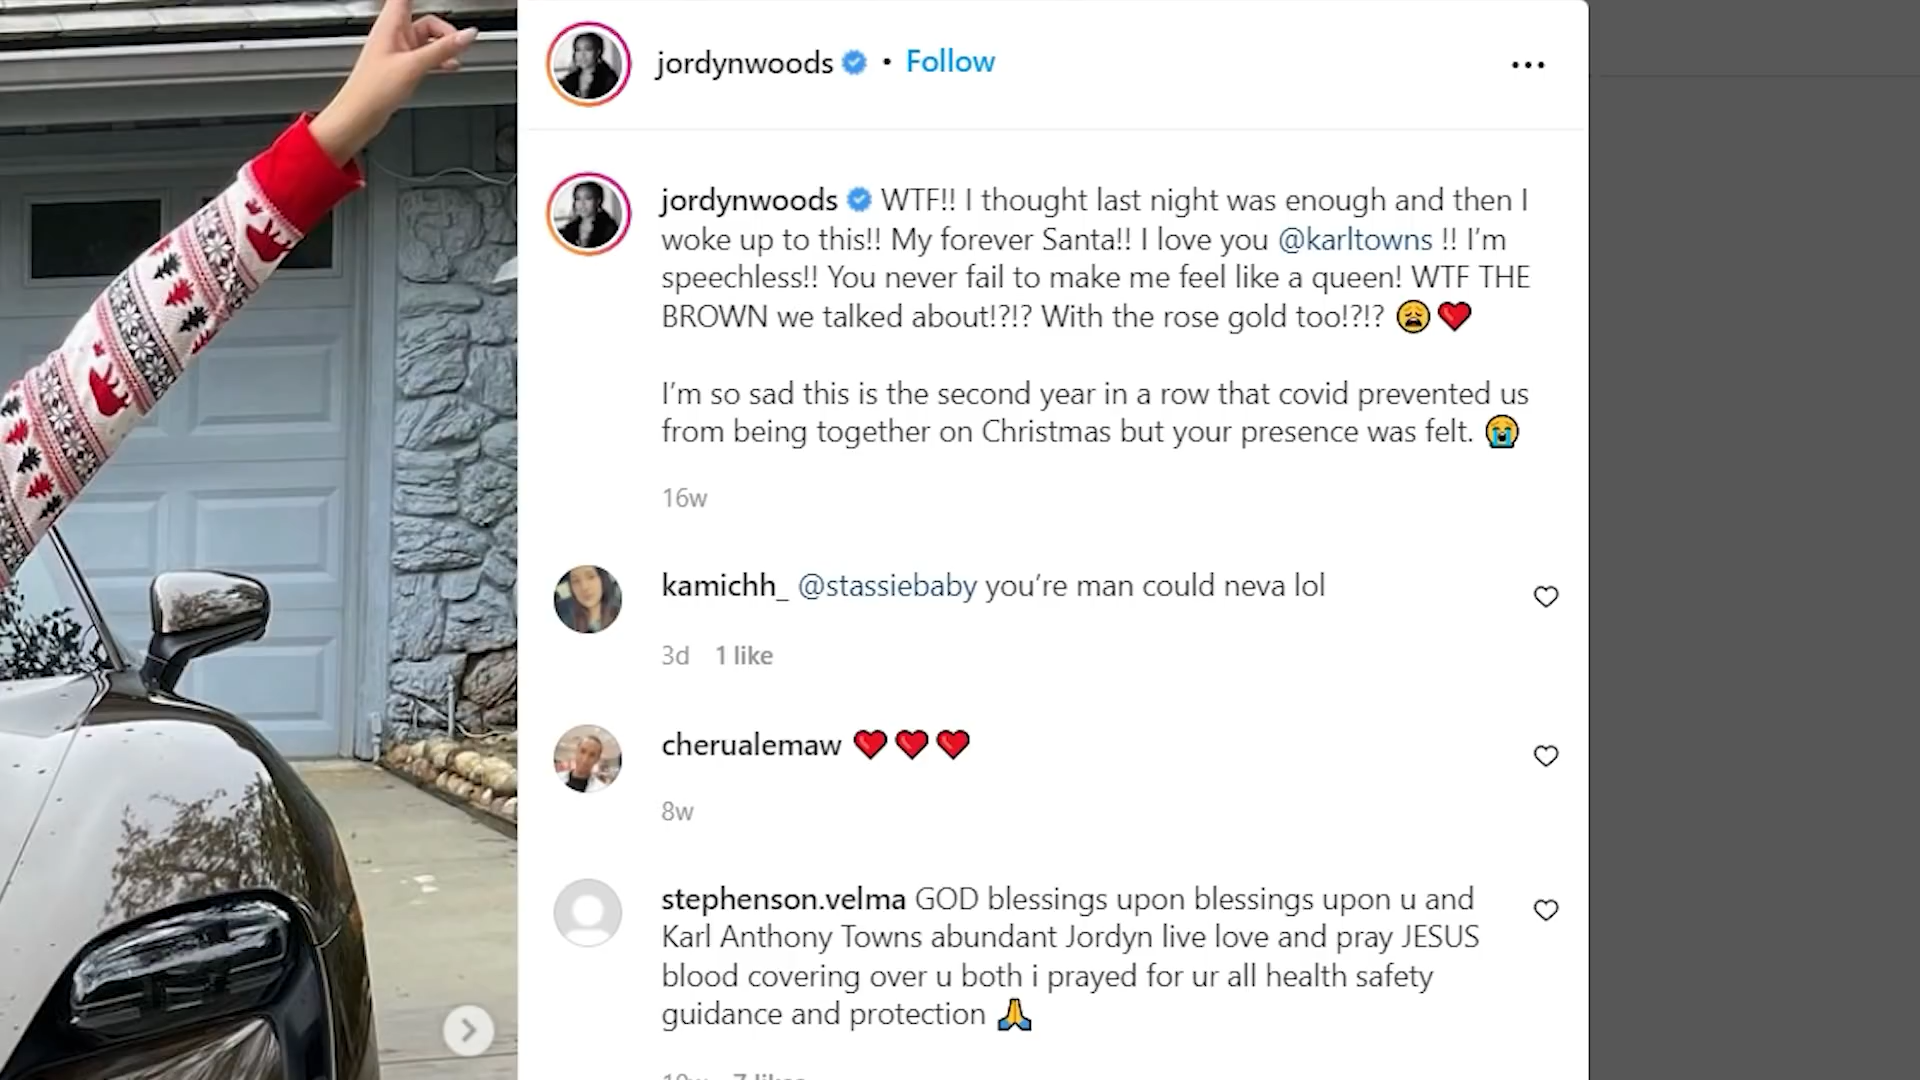 jordynwoods • Follow
jordynwoods WTF!! I thought last night was enough and then I
woke up to this!! My forever Santa!! I love you @karltowns !! I'm
speechless!! You never fail to make me feel like a queen! WTF THE
BROWN we talked about!?!? With the rose gold too!?!? 😩❤️
I'm so sad this is the second year in a row that covid prevented us
from being together on Christmas but your presence was felt. 😭
16w
kamichh_ @stassiebaby you're man could neva lol
3d 1 like
cherualemaw ❤️❤️❤️
8w
stephenson.velma GOD blessings upon blessings upon u and
Karl Anthony Towns abundant Jordyn live love and pray JESUS
blood covering over u both i prayed for ur all health safety
guidance and protection 🙏